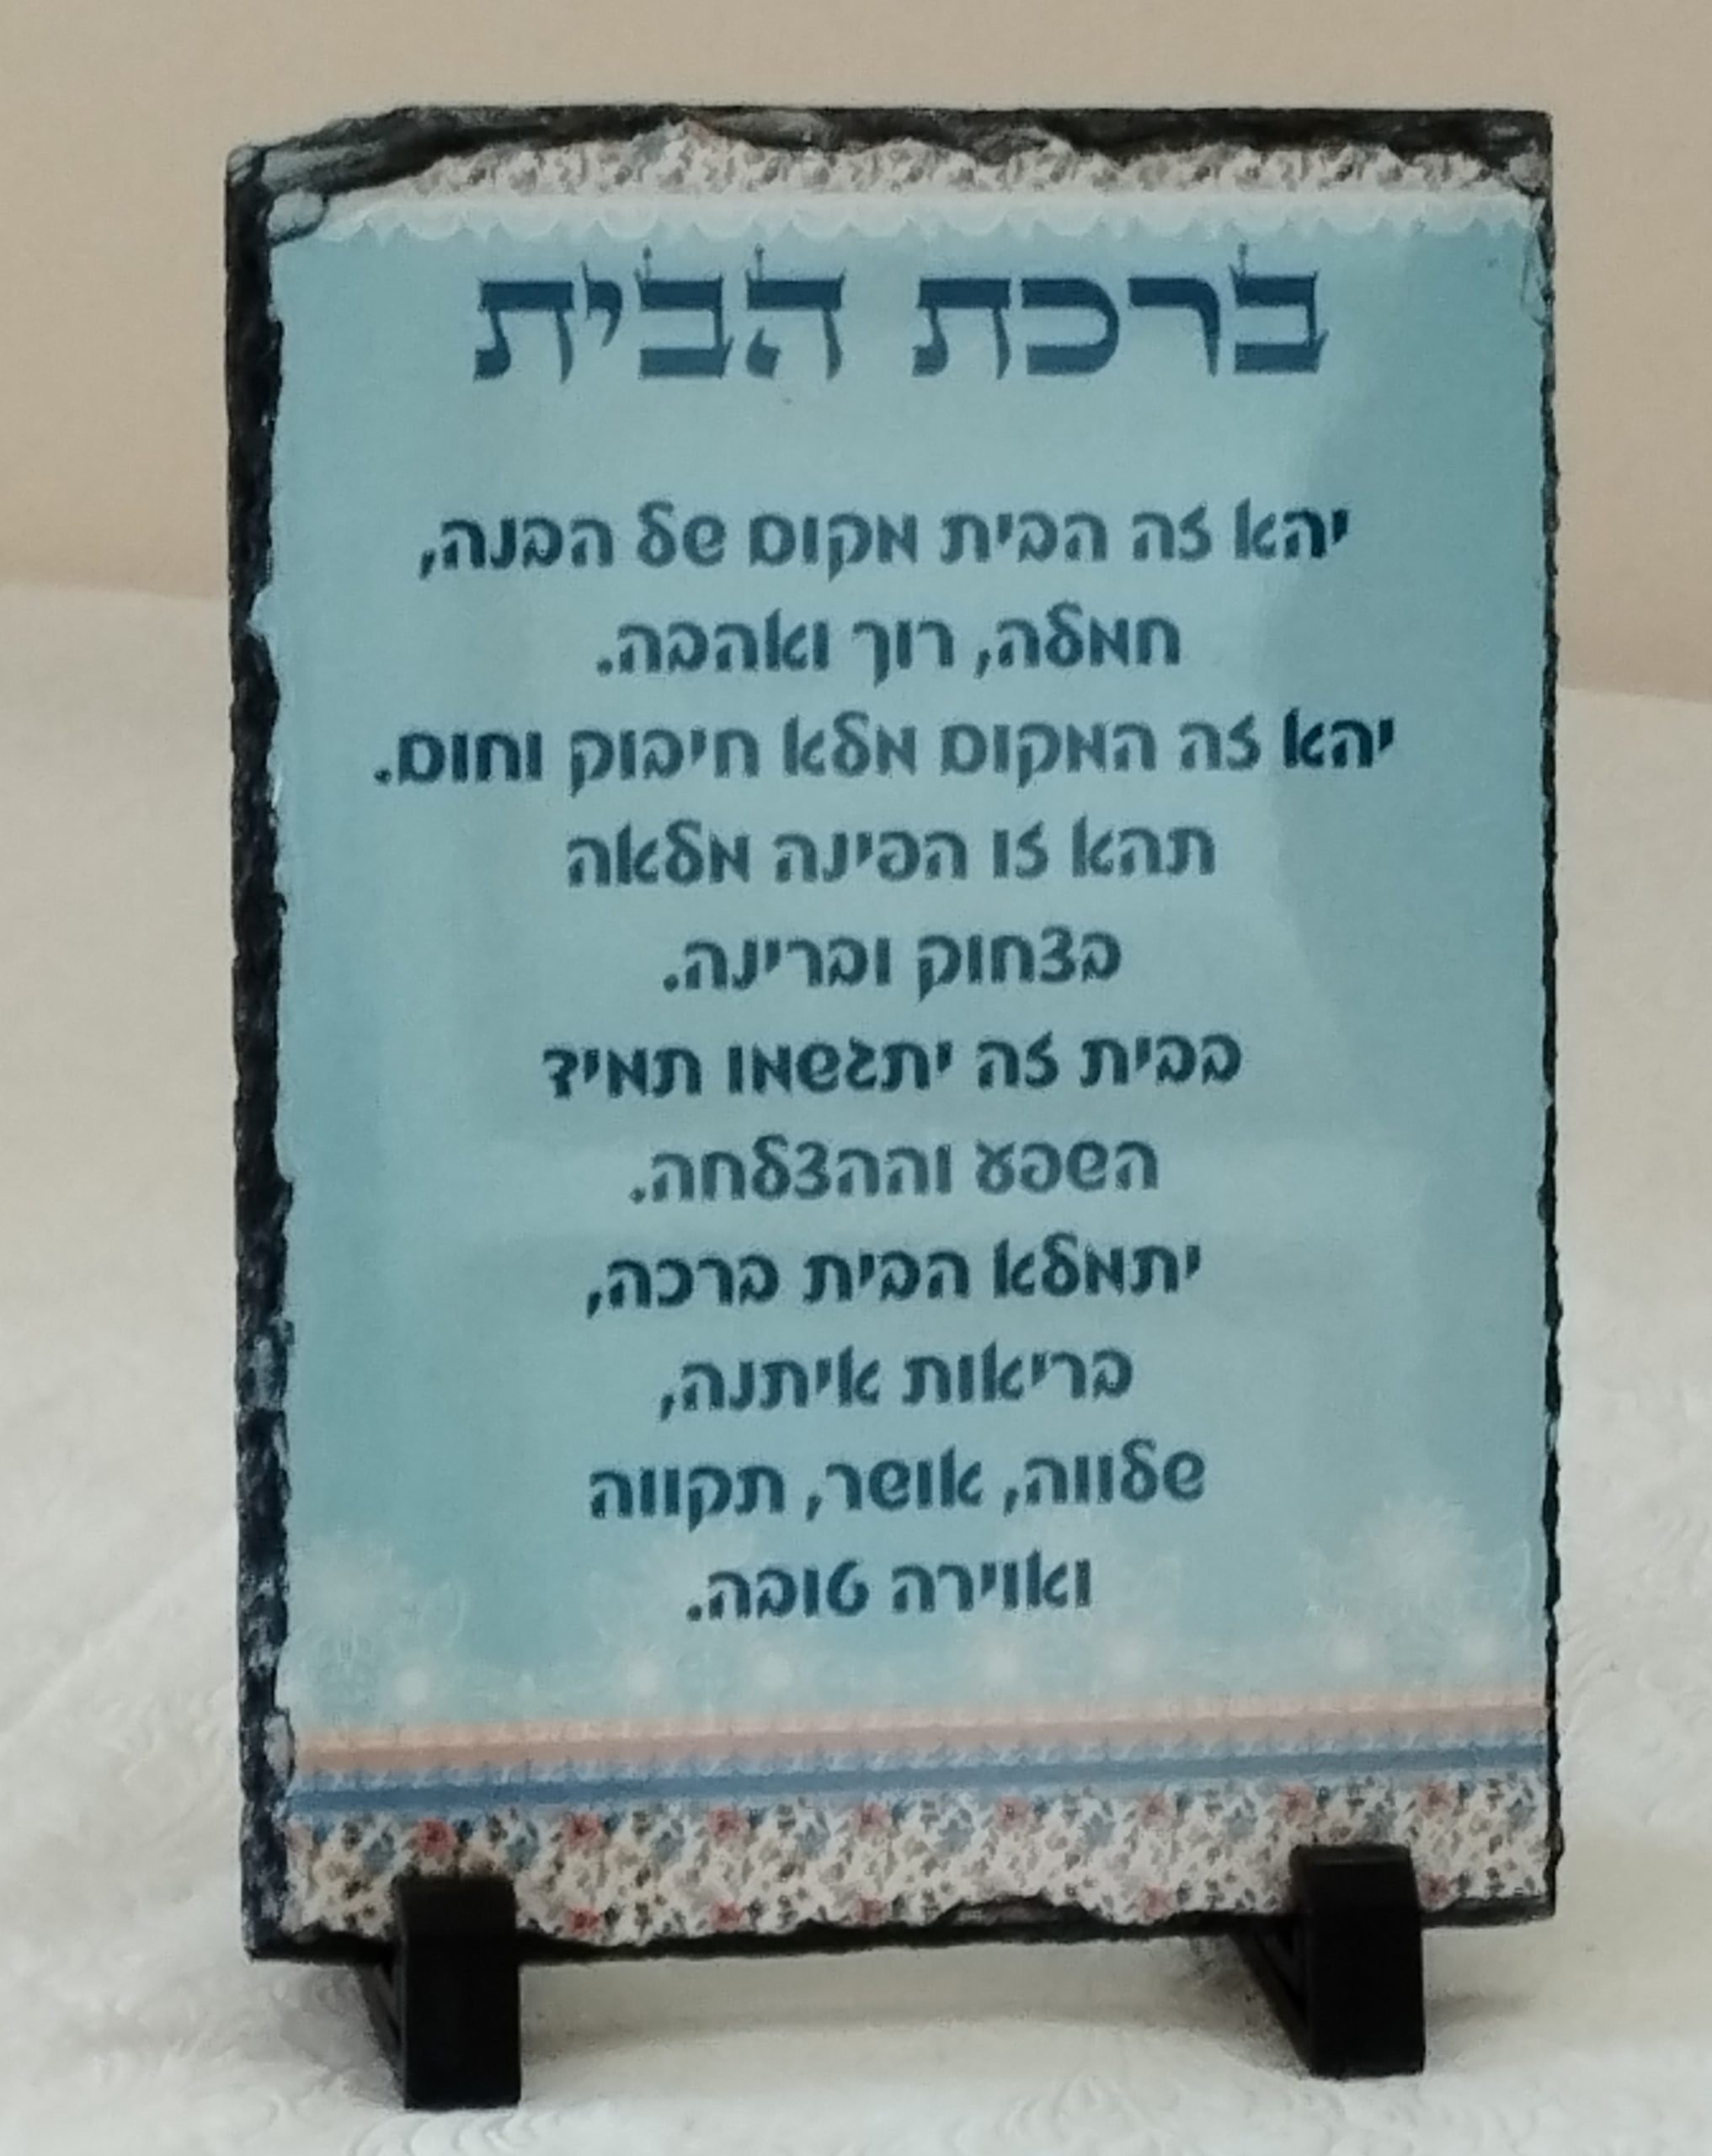 ברכת הבית
יהא זה הבית מקום של הבנה,
חמלה, רוך ואהבה.
יהא זה המקום מלא חיבוק וחום.
תהא זו הפינה מלאה
בצחוק וברינה.
בבית זה יתגשמו תמיד
השפע וההצלחה.
יתמלא הבית ברכה,
בריאות איתנה,
שלווה, אושר, תקווה
ואוירה טובה.